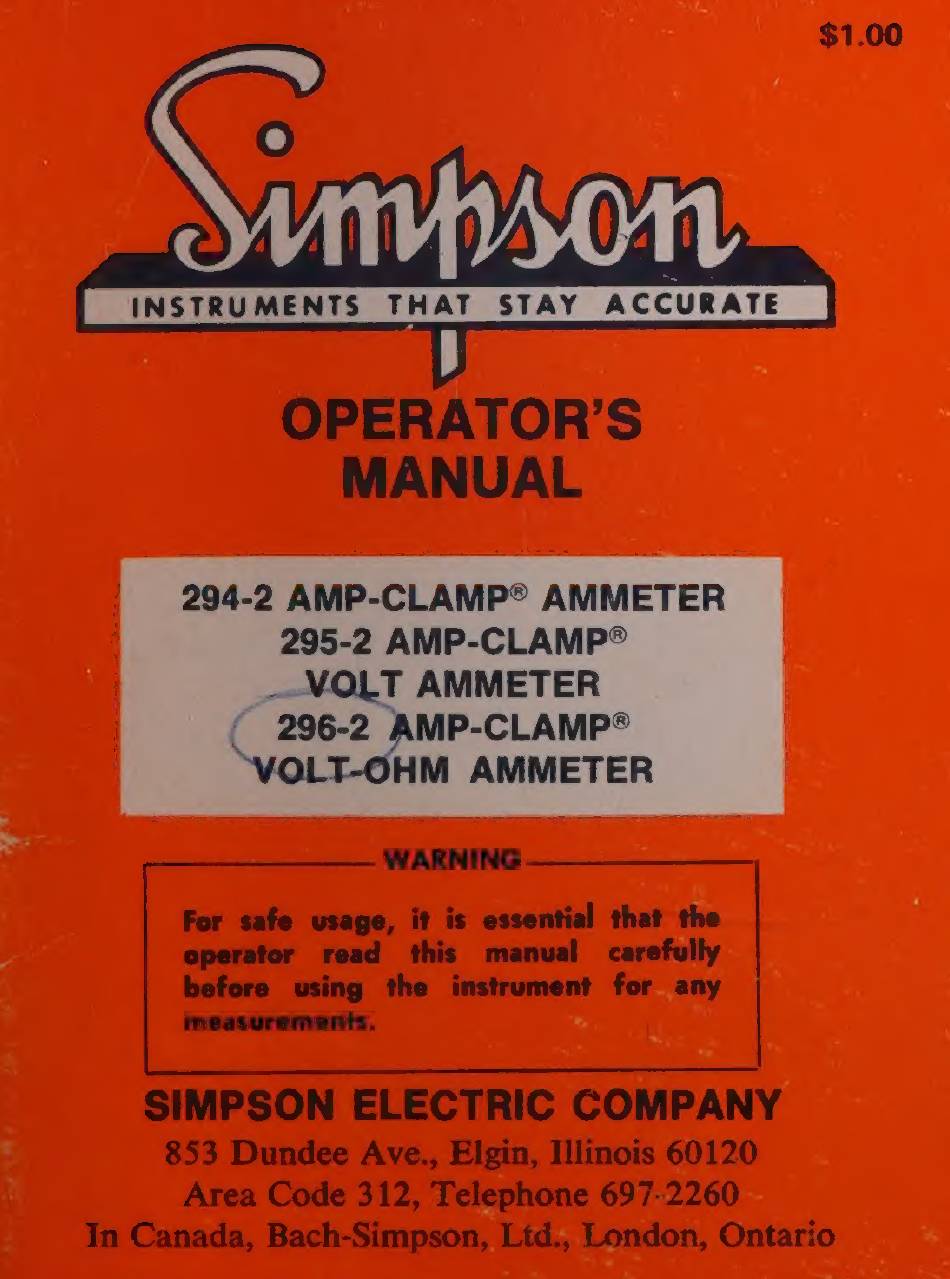 $1.00
Simpson
INSTRUMENTS THAT STAY ACCURATE
OPERATOR'S
MANUAL
294-2 AMP-CLAMP® AMMETER
295-2 AMP-CLAMP®
VOLT AMMETER
296-2 AMP-CLAMP®
VOLT-OHM AMMETER
WARNING
For safe usage, it is essential that the
operator read this manual carefully
before using the instrument for any
measurements.
SIMPSON ELECTRIC COMPANY
853 Dundee Ave., Elgin, Illinois 60120
Area Code 312, Telephone 697-2260
In Canada, Bach-Simpson, Ltd., London, Ontario